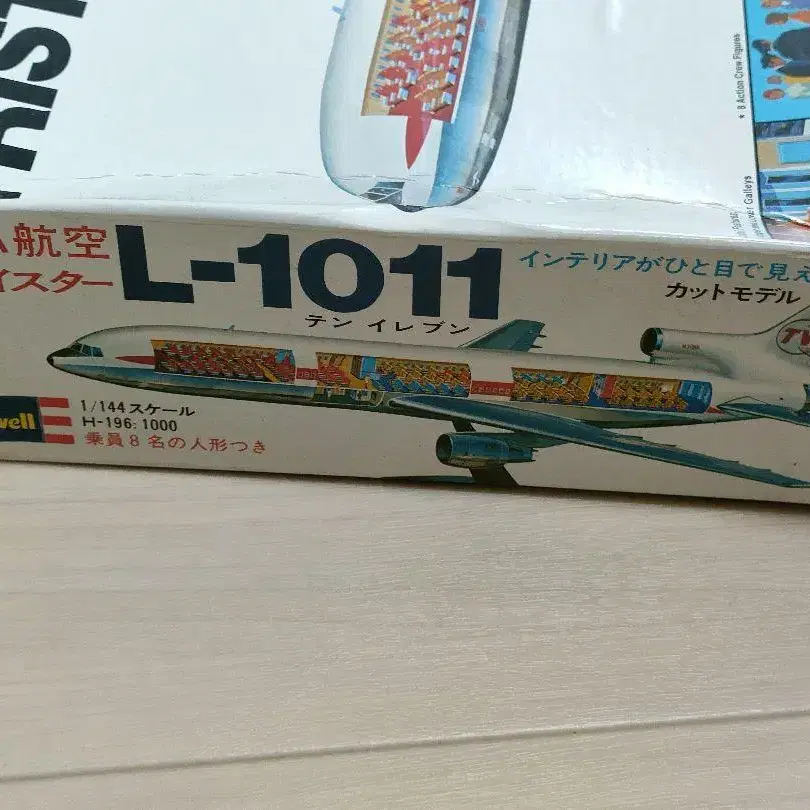 RIST
★ 8 Action Crew Figures
Galleys
航空
イスター
L-1011
テン イレブン
インテリアがひと目で見え
カットモデル
TW
well
1/144スケール
H-196: 1000
乗員8名の人形つき